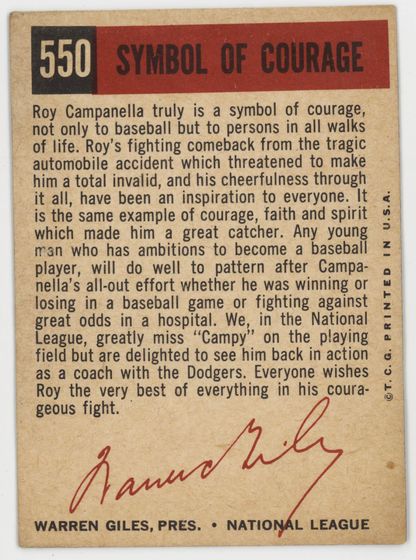 550 SYMBOL OF COURAGE
Roy Campanella truly is a symbol of courage,
not only to baseball but to persons in all walks
of life. Roy's fighting comeback from the tragic
automobile accident which threatened to make
him a total invalid, and his cheerfulness through
it all, have been an inspiration to everyone. It
is the same example of courage, faith and spirit
which made him a great catcher. Any young
man who has ambitions to become a baseball
player, will do well to pattern after Campa-
nella's all-out effort whether he was winning or
losing in a baseball game or fighting against
great odds in a hospital. We, in the National
League, greatly miss "Campy" on the playing
field but are delighted to see him back in action
as a coach with the Dodgers. Everyone wishes
Roy the very best of everything in his coura-
geous fight.
Warren Giles
WARREN GILES, PRES. • NATIONAL LEAGUE
©T.C.G. PRINTED IN U.S.A.